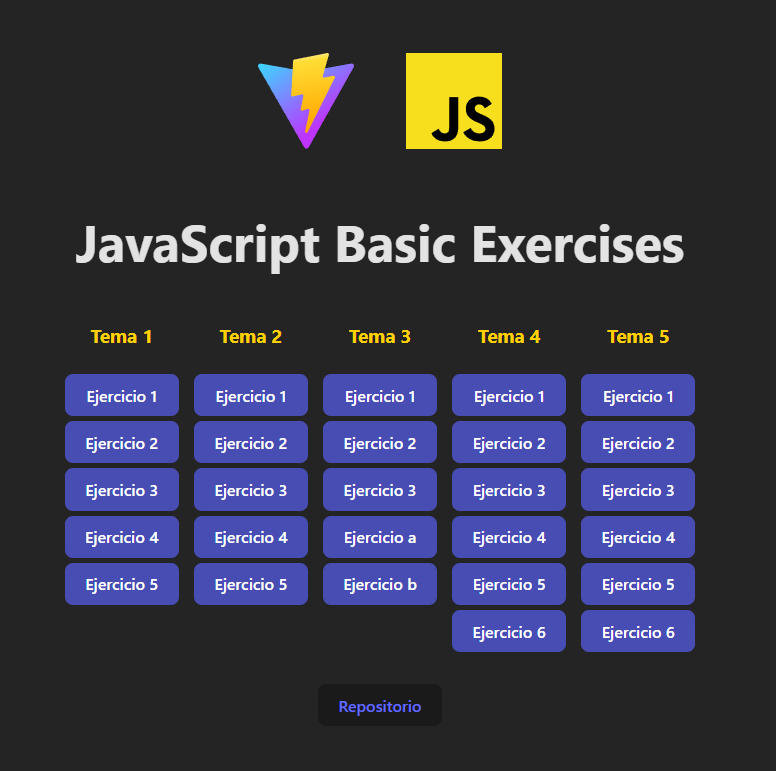 JS
JavaScript Basic Exercises
Tema 1 Tema 2 Tema 3 Tema 4 Tema 5
Ejercicio 1 Ejercicio 1 Ejercicio 1 Ejercicio 1 Ejercicio 1
Ejercicio 2 Ejercicio 2 Ejercicio 2 Ejercicio 2 Ejercicio 2
Ejercicio 3 Ejercicio 3 Ejercicio 3 Ejercicio 3 Ejercicio 3
Ejercicio 4 Ejercicio 4 Ejercicio a Ejercicio 4 Ejercicio 4
Ejercicio 5 Ejercicio 5 Ejercicio b Ejercicio 5 Ejercicio 5
Ejercicio 6 Ejercicio 6
Repositorio